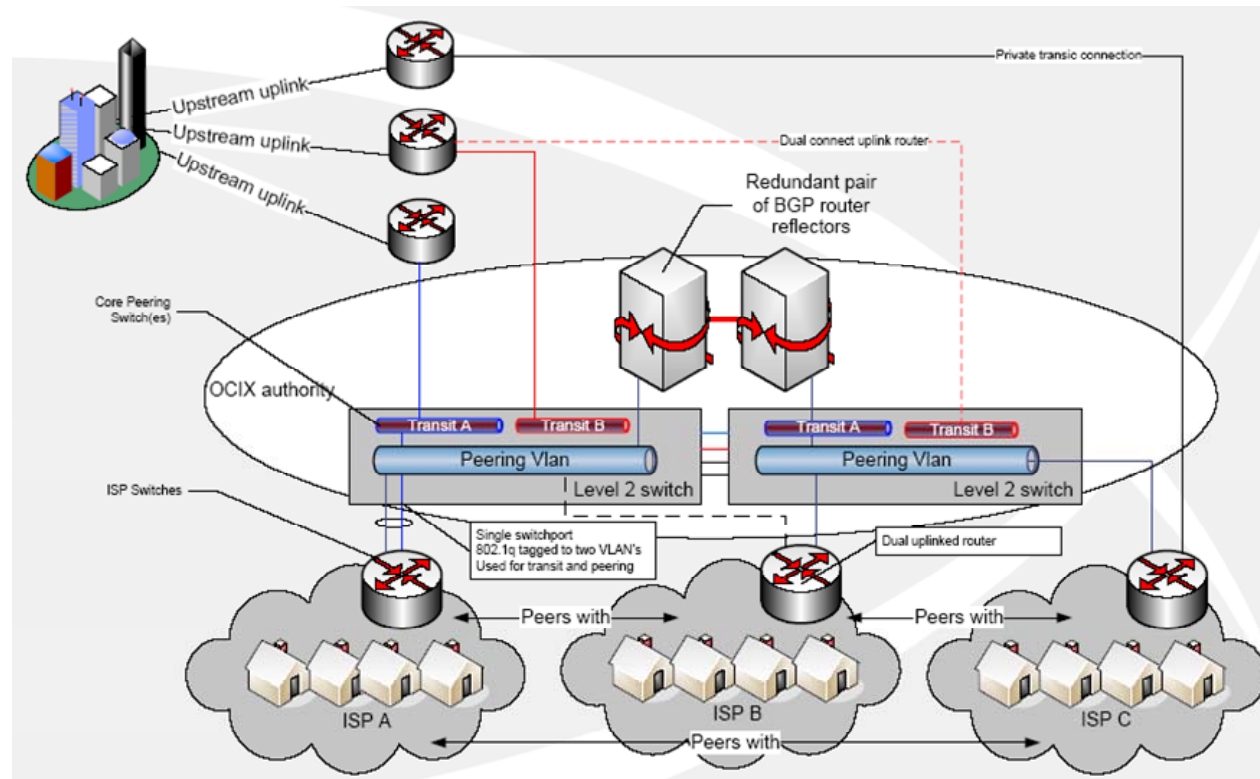 Private transic connection
Upstream uplink
Upstream uplink
Upstream uplink
Dual connect uplink router
Redundant pair
of BGP router
reflectors
Core Peering
Switch(es)
OCIX authority
Transit A
Transit B
Transit A
Transit B
Peering Vlan
Peering Vlan
Level 2 switch
Level 2 switch
ISP Switches
Single switchport
802.1q tagged to two VLAN's
Used for transit and peering
Dual uplinked router
Peers with
Peers with
ISP A
ISP B
ISP C
Peers with